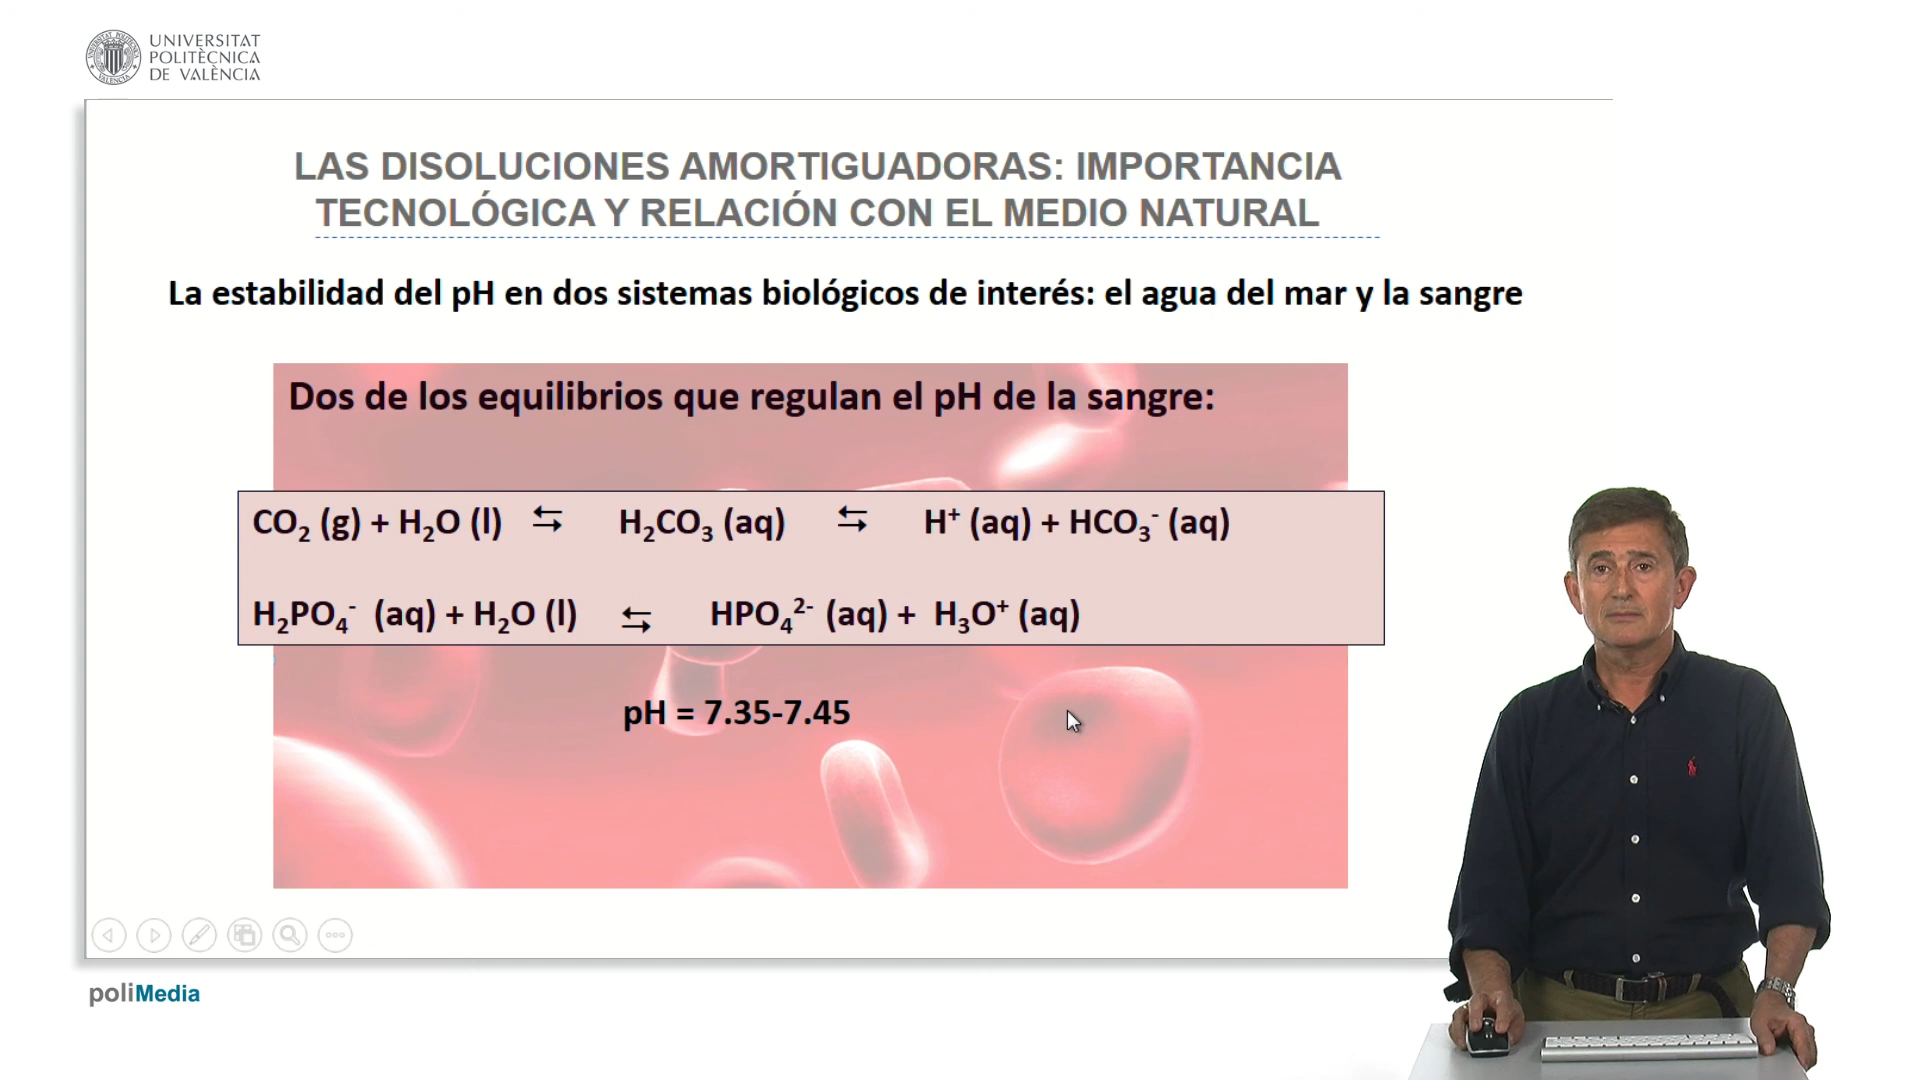 UNIVERSITAT
POLITÈCNICA
DE VALÈNCIA
LAS DISOLUCIONES AMORTIGUADORAS: IMPORTANCIA
TECNOLÓGICA Y RELACIÓN CON EL MEDIO NATURAL
La estabilidad del pH en dos sistemas biológicos de interés: el agua del mar y la sangre
Dos de los equilibrios que regulan el pH de la sangre:
CO₂ (g) + H₂O (l) ⇆ H₂CO₃ (aq) ⇆ H⁺ (aq) + HCO₃⁻ (aq)
H₂PO₄⁻ (aq) + H₂O (l) ⇆ HPO₄²⁻ (aq) + H₃O⁺ (aq)
pH = 7.35-7.45
poliMedia